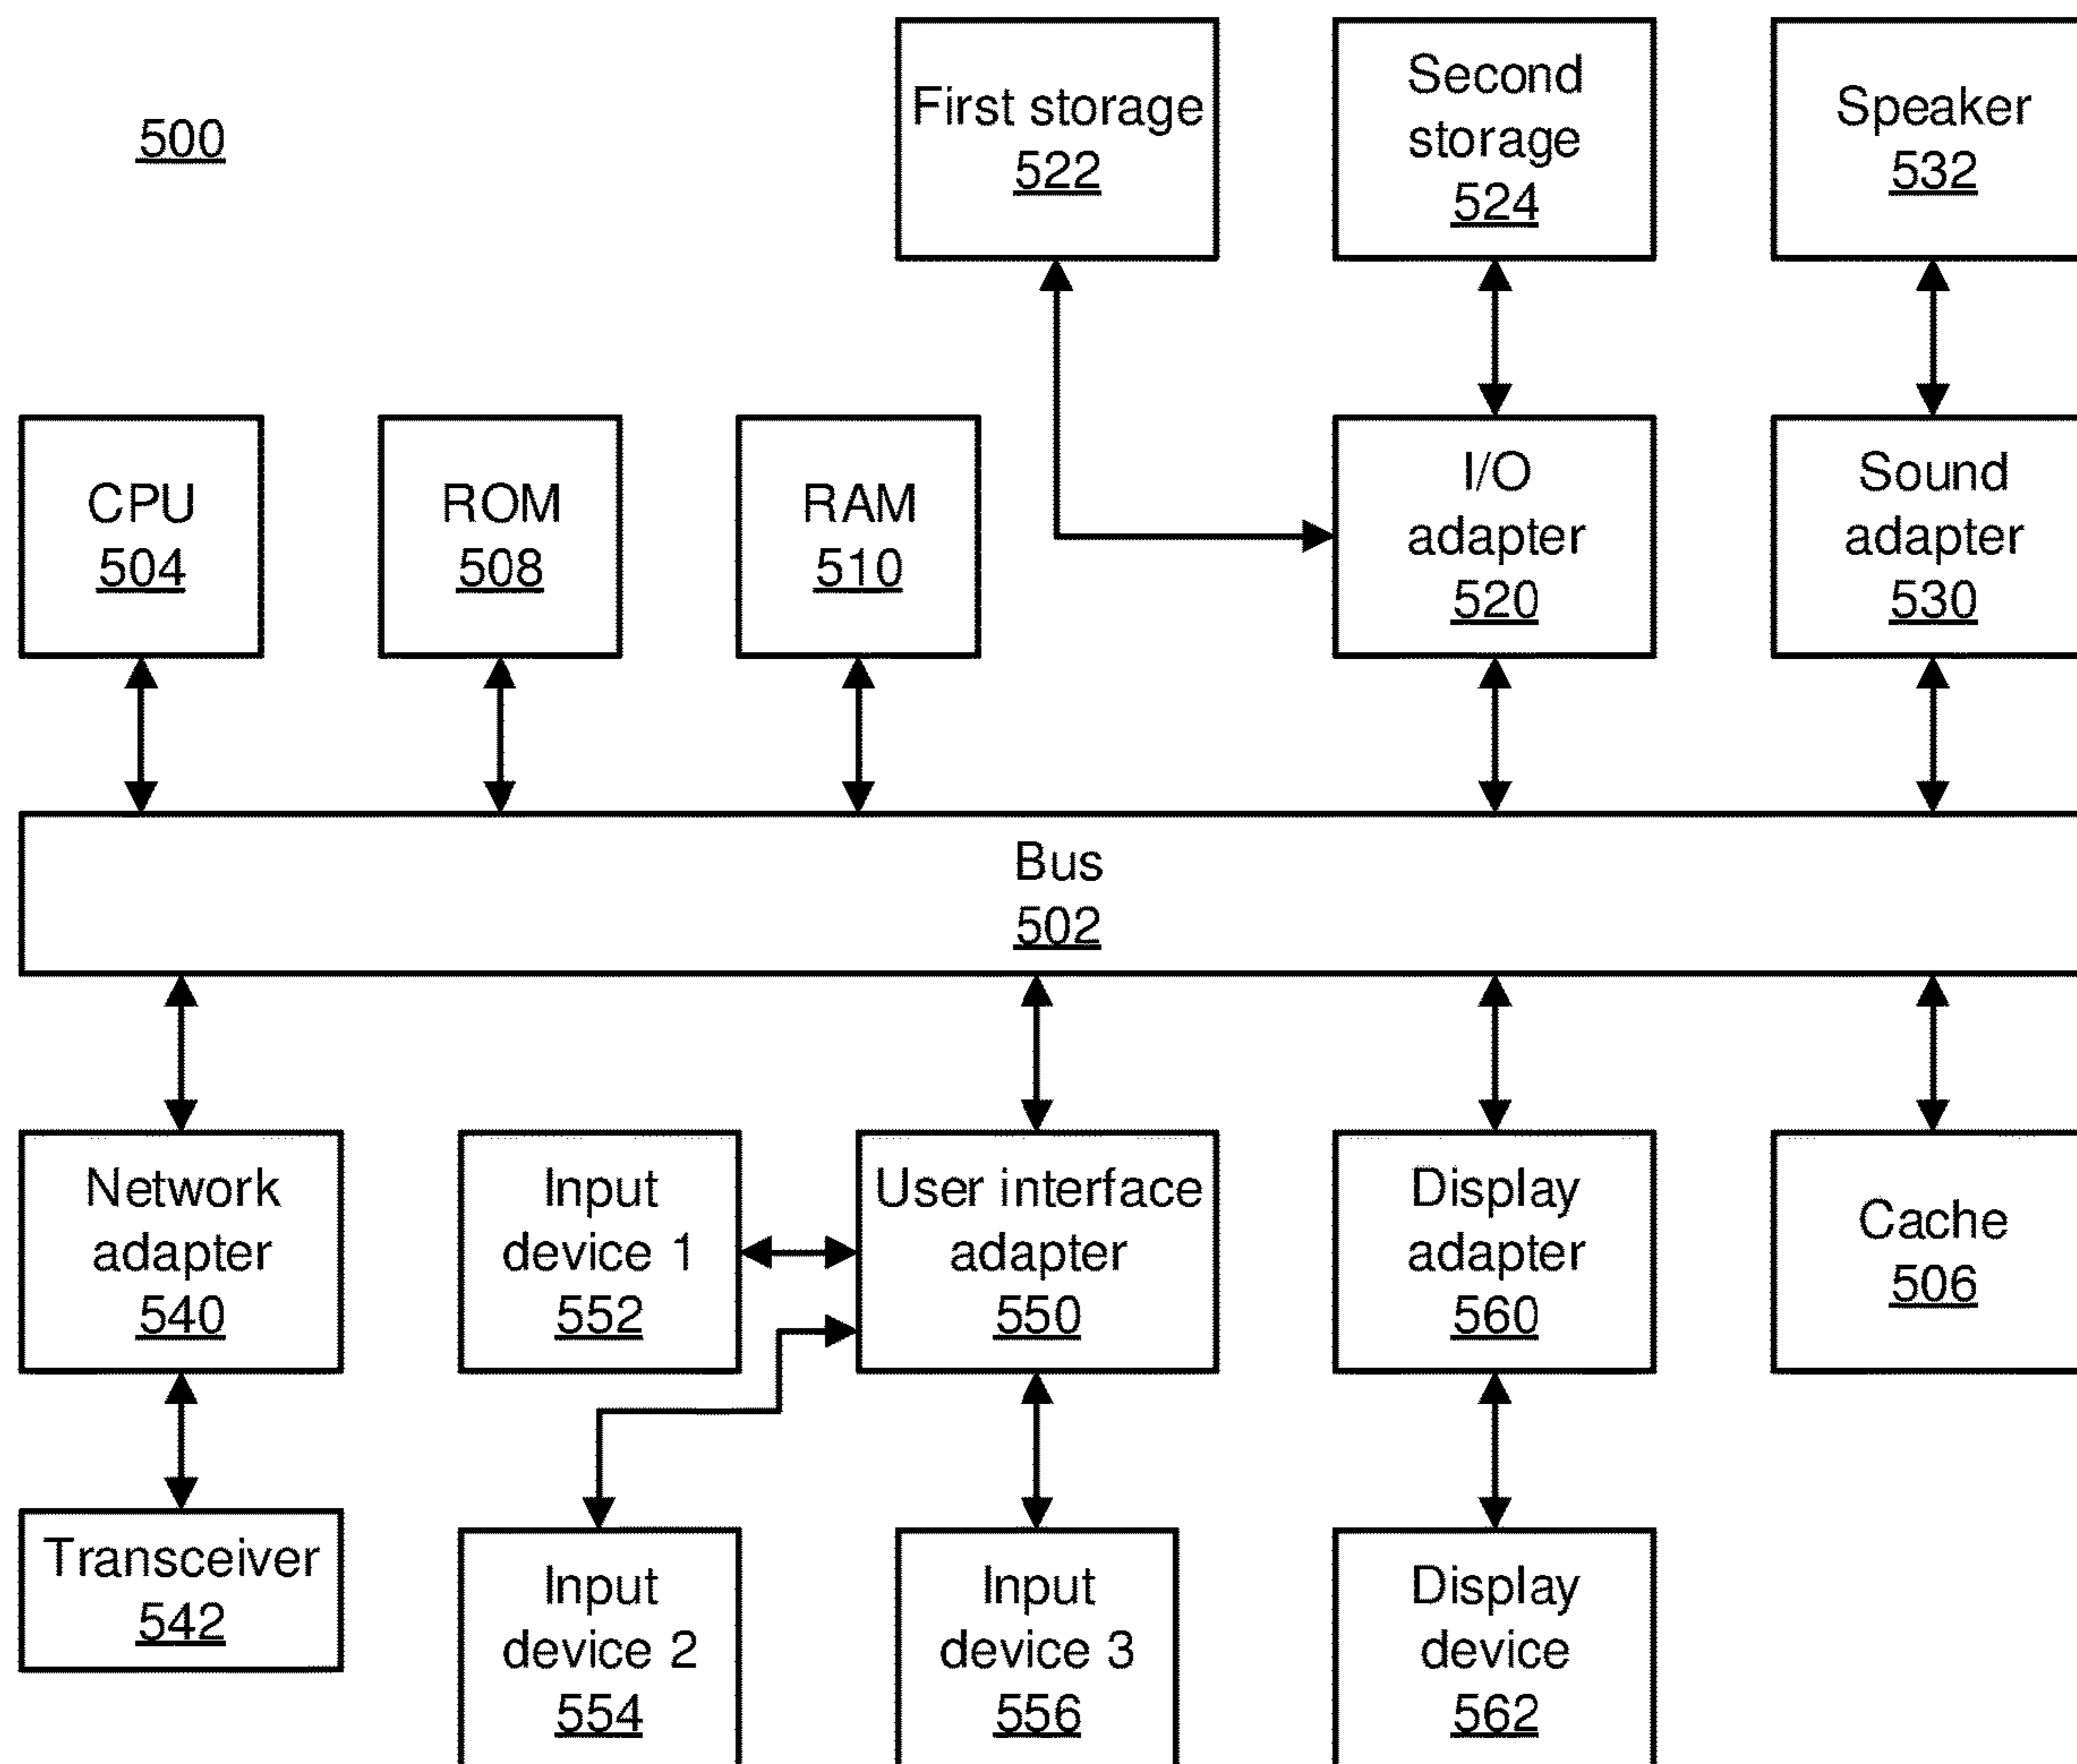 500
First storage
522
Second
storage
524
Speaker
532
CPU
504
ROM
508
RAM
510
I/O
adapter
520
Sound
adapter
530
Bus
502
Network
adapter
540
Input
device 1
552
User interface
adapter
550
Display
adapter
560
Cache
506
Transceiver
542
Input
device 2
554
Input
device 3
556
Display
device
562